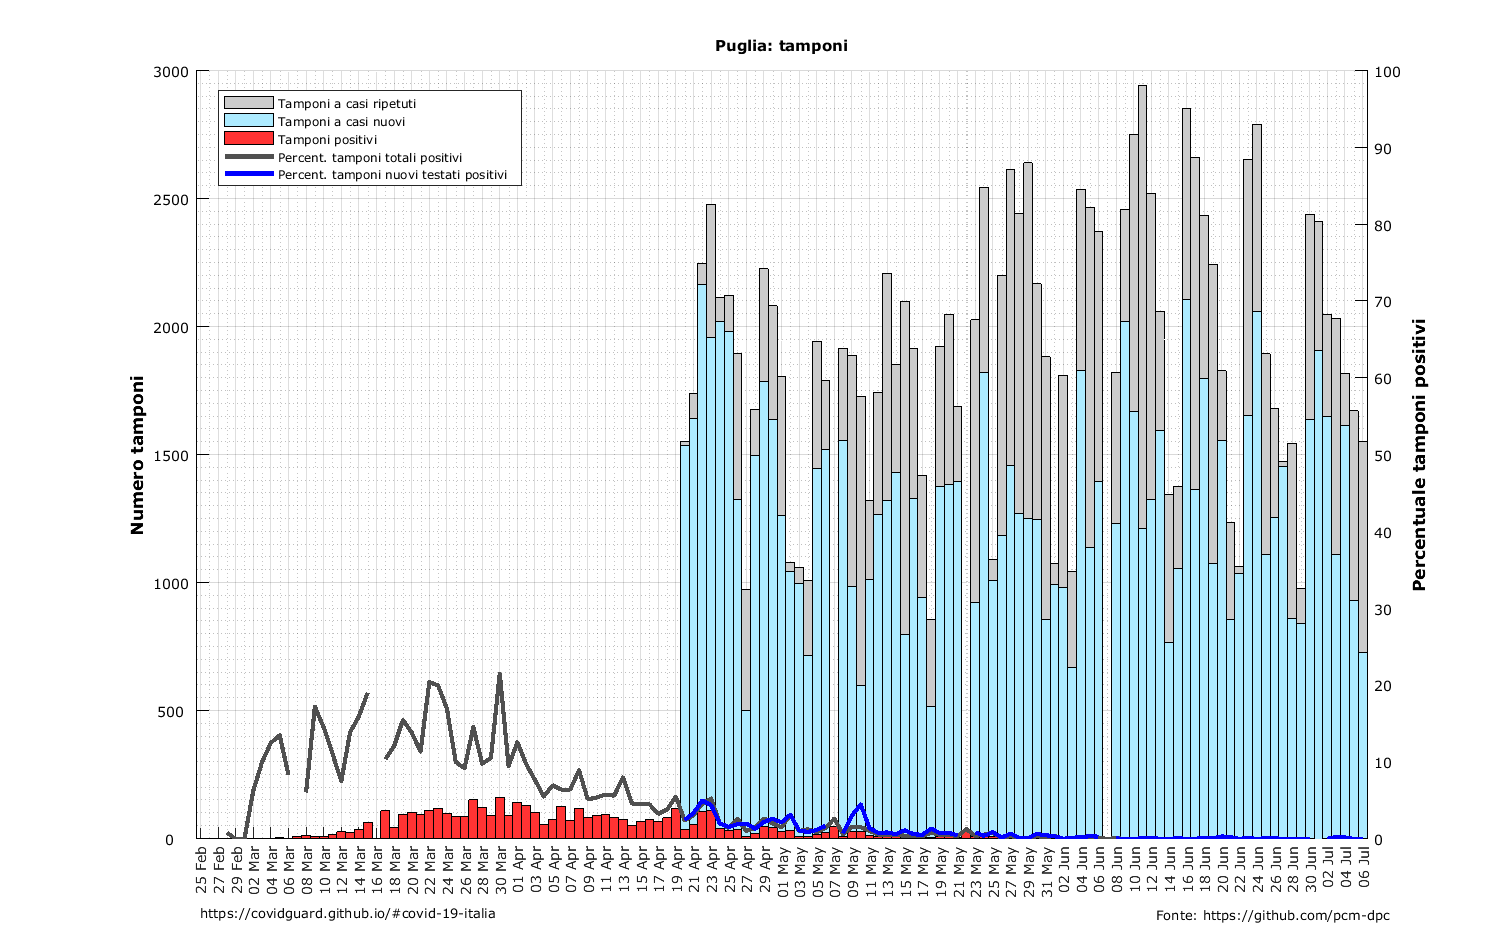 Puglia: tamponi
3000
2500
2000
1500
1000
500
0
Numero tamponi
Tamponi a casi ripetuti
Tamponi a casi nuovi
Tamponi positivi
Percent. tamponi totali positivi
Percent. tamponi nuovi testati positivi
100
90
80
70
60
50
40
30
20
10
0
Percentuale tamponi positivi
25 Feb
27 Feb
29 Feb
02 Mar
04 Mar
06 Mar
08 Mar
10 Mar
12 Mar
14 Mar
16 Mar
18 Mar
20 Mar
22 Mar
24 Mar
26 Mar
28 Mar
30 Mar
01 Apr
03 Apr
05 Apr
07 Apr
09 Apr
11 Apr
13 Apr
15 Apr
17 Apr
19 Apr
21 Apr
23 Apr
25 Apr
27 Apr
29 Apr
01 May
03 May
05 May
07 May
09 May
11 May
13 May
15 May
17 May
19 May
21 May
23 May
25 May
27 May
29 May
31 May
02 Jun
04 Jun
06 Jun
08 Jun
10 Jun
12 Jun
14 Jun
16 Jun
18 Jun
20 Jun
22 Jun
24 Jun
26 Jun
28 Jun
30 Jun
02 Jul
04 Jul
06 Jul
https://covidguard.github.io/#covid-19-italia
Fonte: https://github.com/pcm-dpc